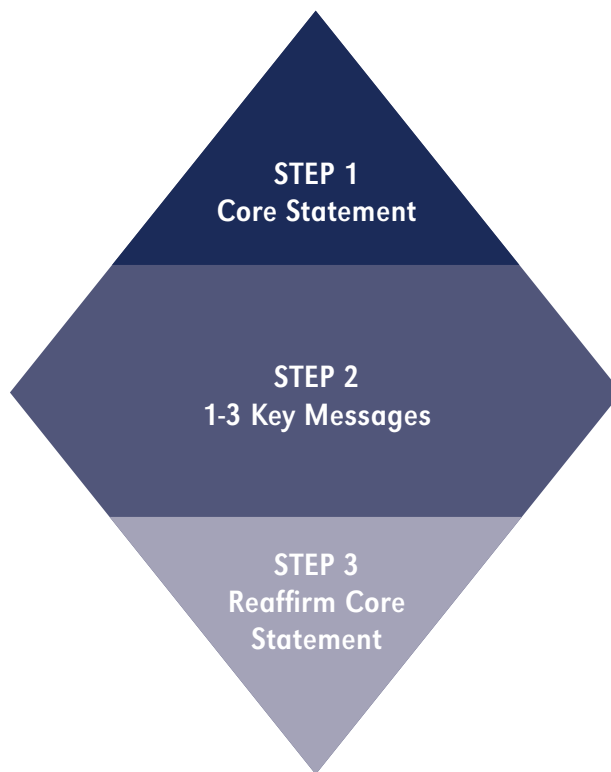 STEP 1
Core Statement
STEP 2
1-3 Key Messages
STEP 3
Reaffirm Core
Statement